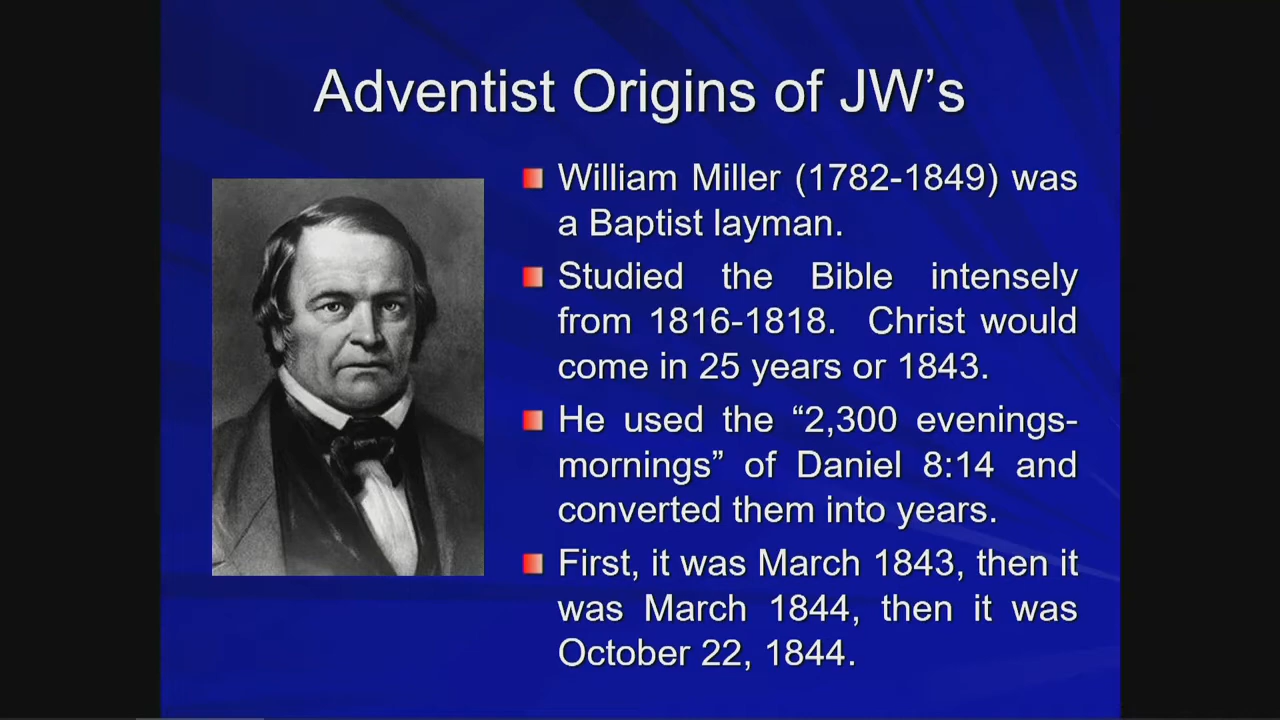 Adventist Origins of JW’s
William Miller (1782-1849) was
a Baptist layman.
Studied the Bible intensely
from 1816-1818. Christ would
come in 25 years or 1843.
He used the “2,300 evenings-
mornings” of Daniel 8:14 and
converted them into years.
First, it was March 1843, then it
was March 1844, then it was
October 22, 1844.